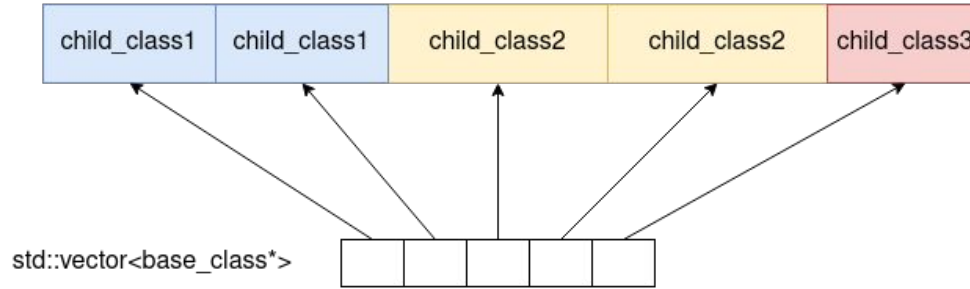 child_class1
child_class1
child_class2
child_class2
child_class3
std::vector<base_class*>